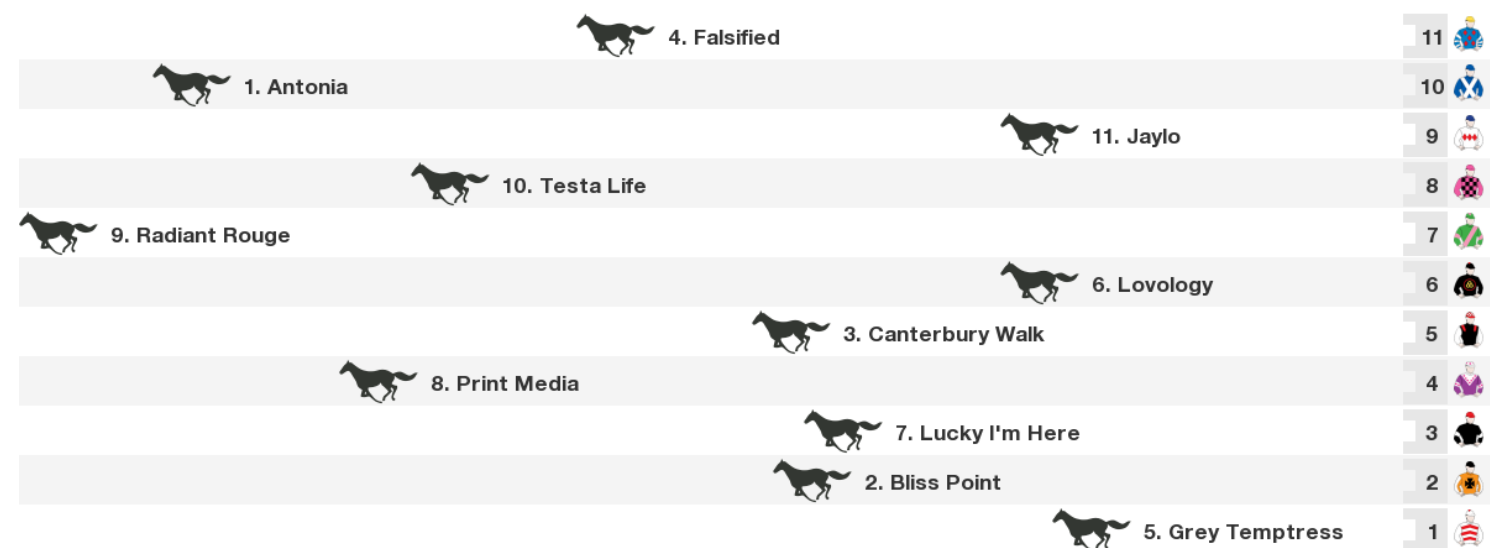 4. Falsified 11
1. Antonia 10
11. Jaylo 9
10. Testa Life 8
9. Radiant Rouge 7
6. Lovology 6
3. Canterbury Walk 5
8. Print Media 4
7. Lucky I'm Here 3
2. Bliss Point 2
5. Grey Temptress 1